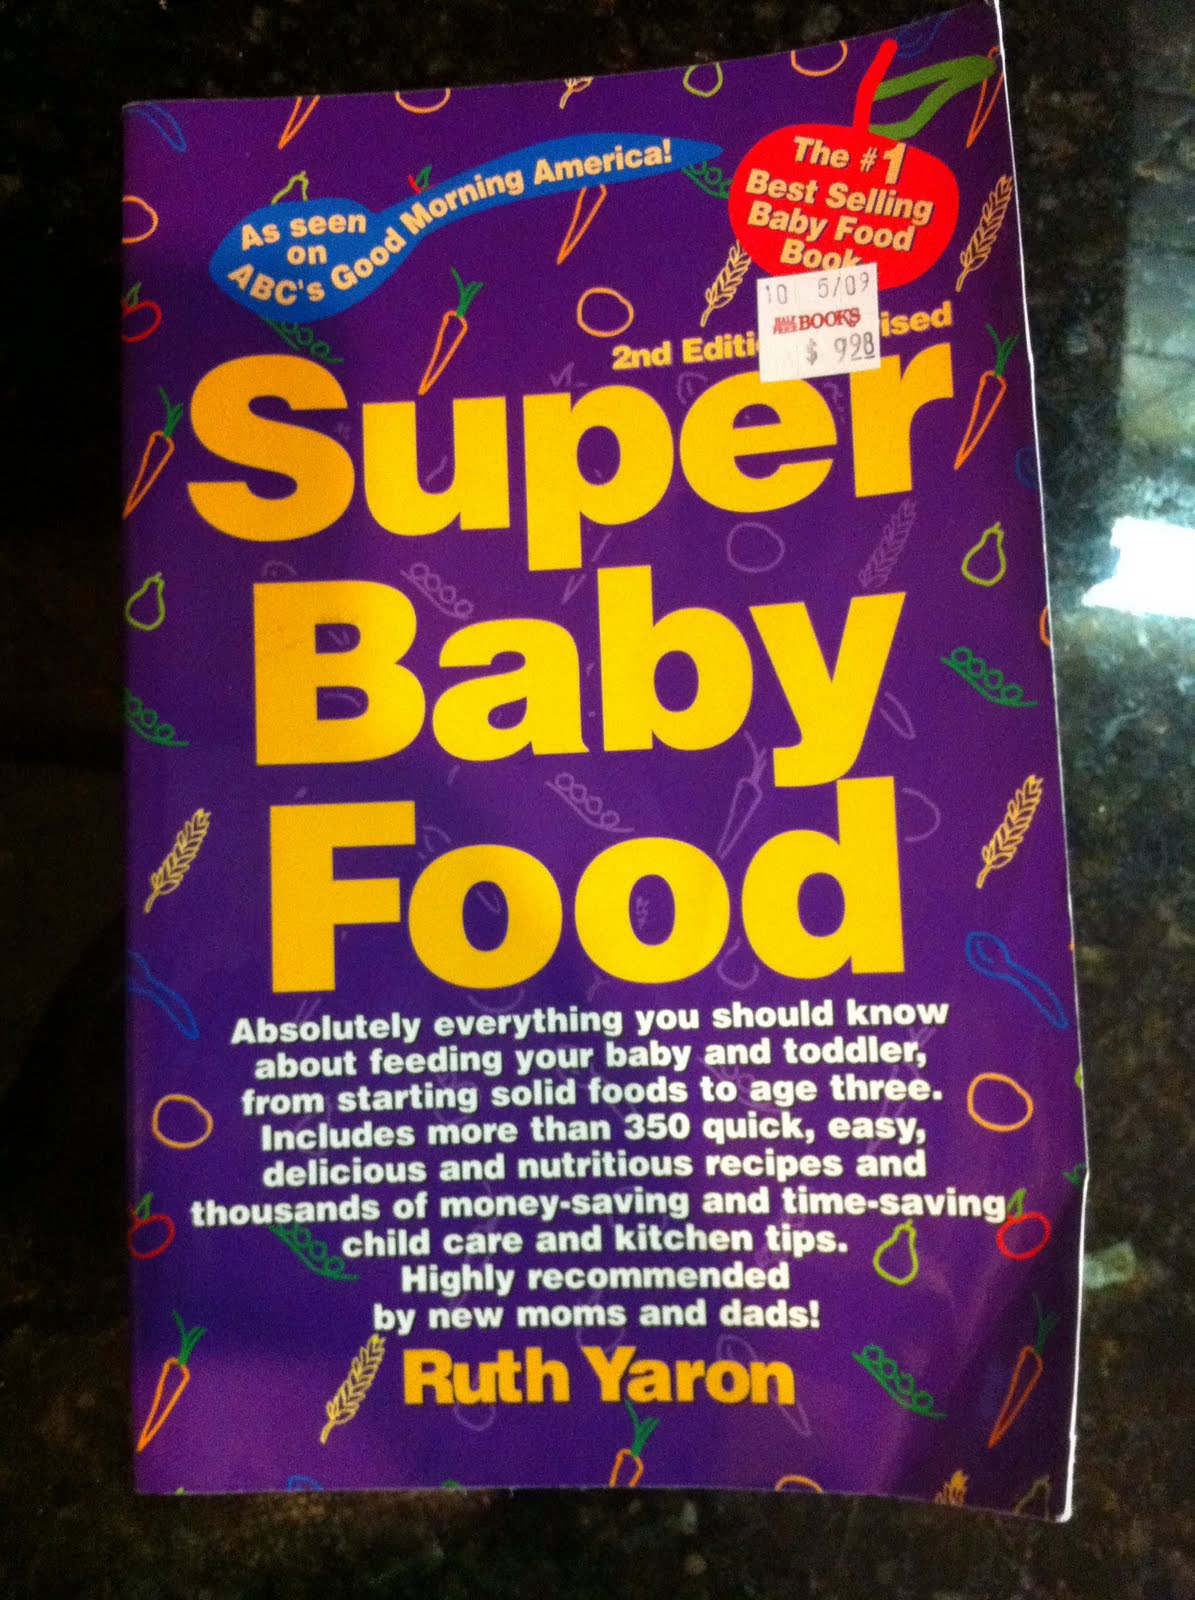 As seen
on
ABC's Good Morning America!
The #1
Best Selling
Baby Food
Book
10 5/09
HALF PRICE BOOKS
$ 9.98
2nd
Super
Baby
Food
Absolutely everything you should know
about feeding your baby and toddler,
from starting solid foods to age three.
Includes more than 350 quick, easy,
delicious and nutritious recipes and
thousands of money-saving and time-saving
child care and kitchen tips.
Highly recommended
by new moms and dads!
Ruth Yaron